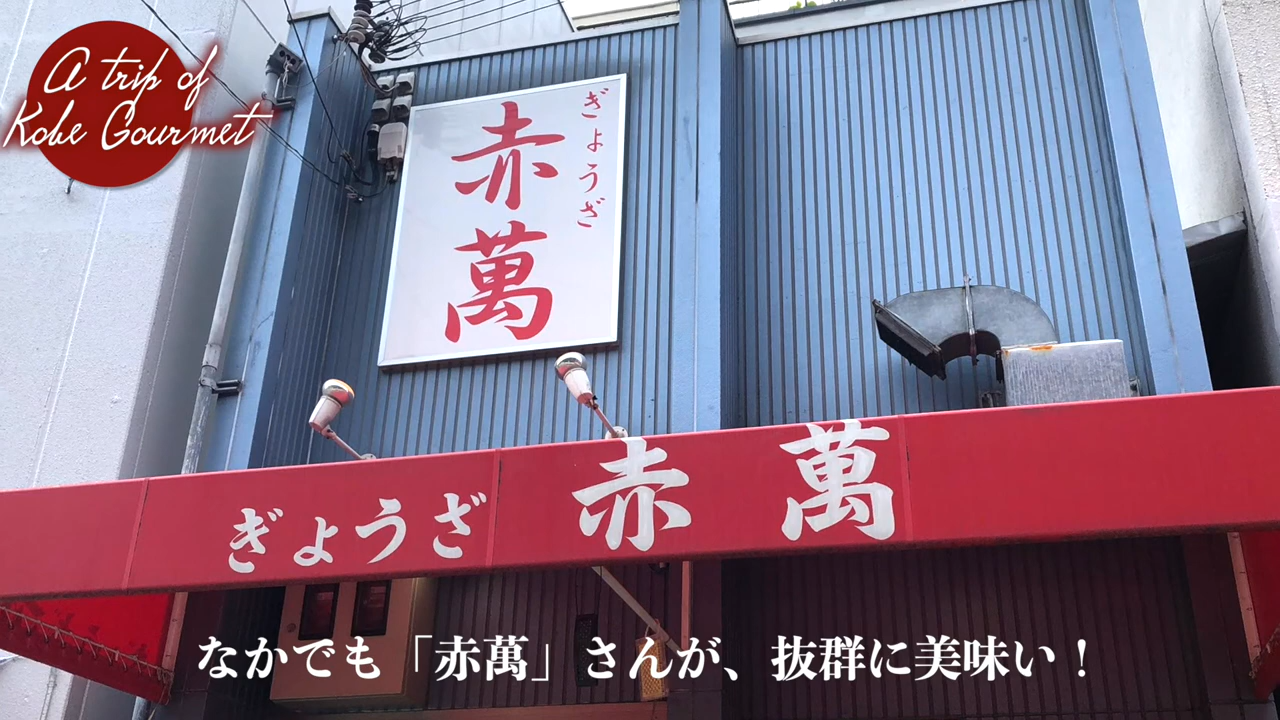 A trip of
Kobe Gourmet
ぎょうざ
赤萬
ぎょうざ 赤萬
なかでも「赤萬」さんが、抜群に美味い！